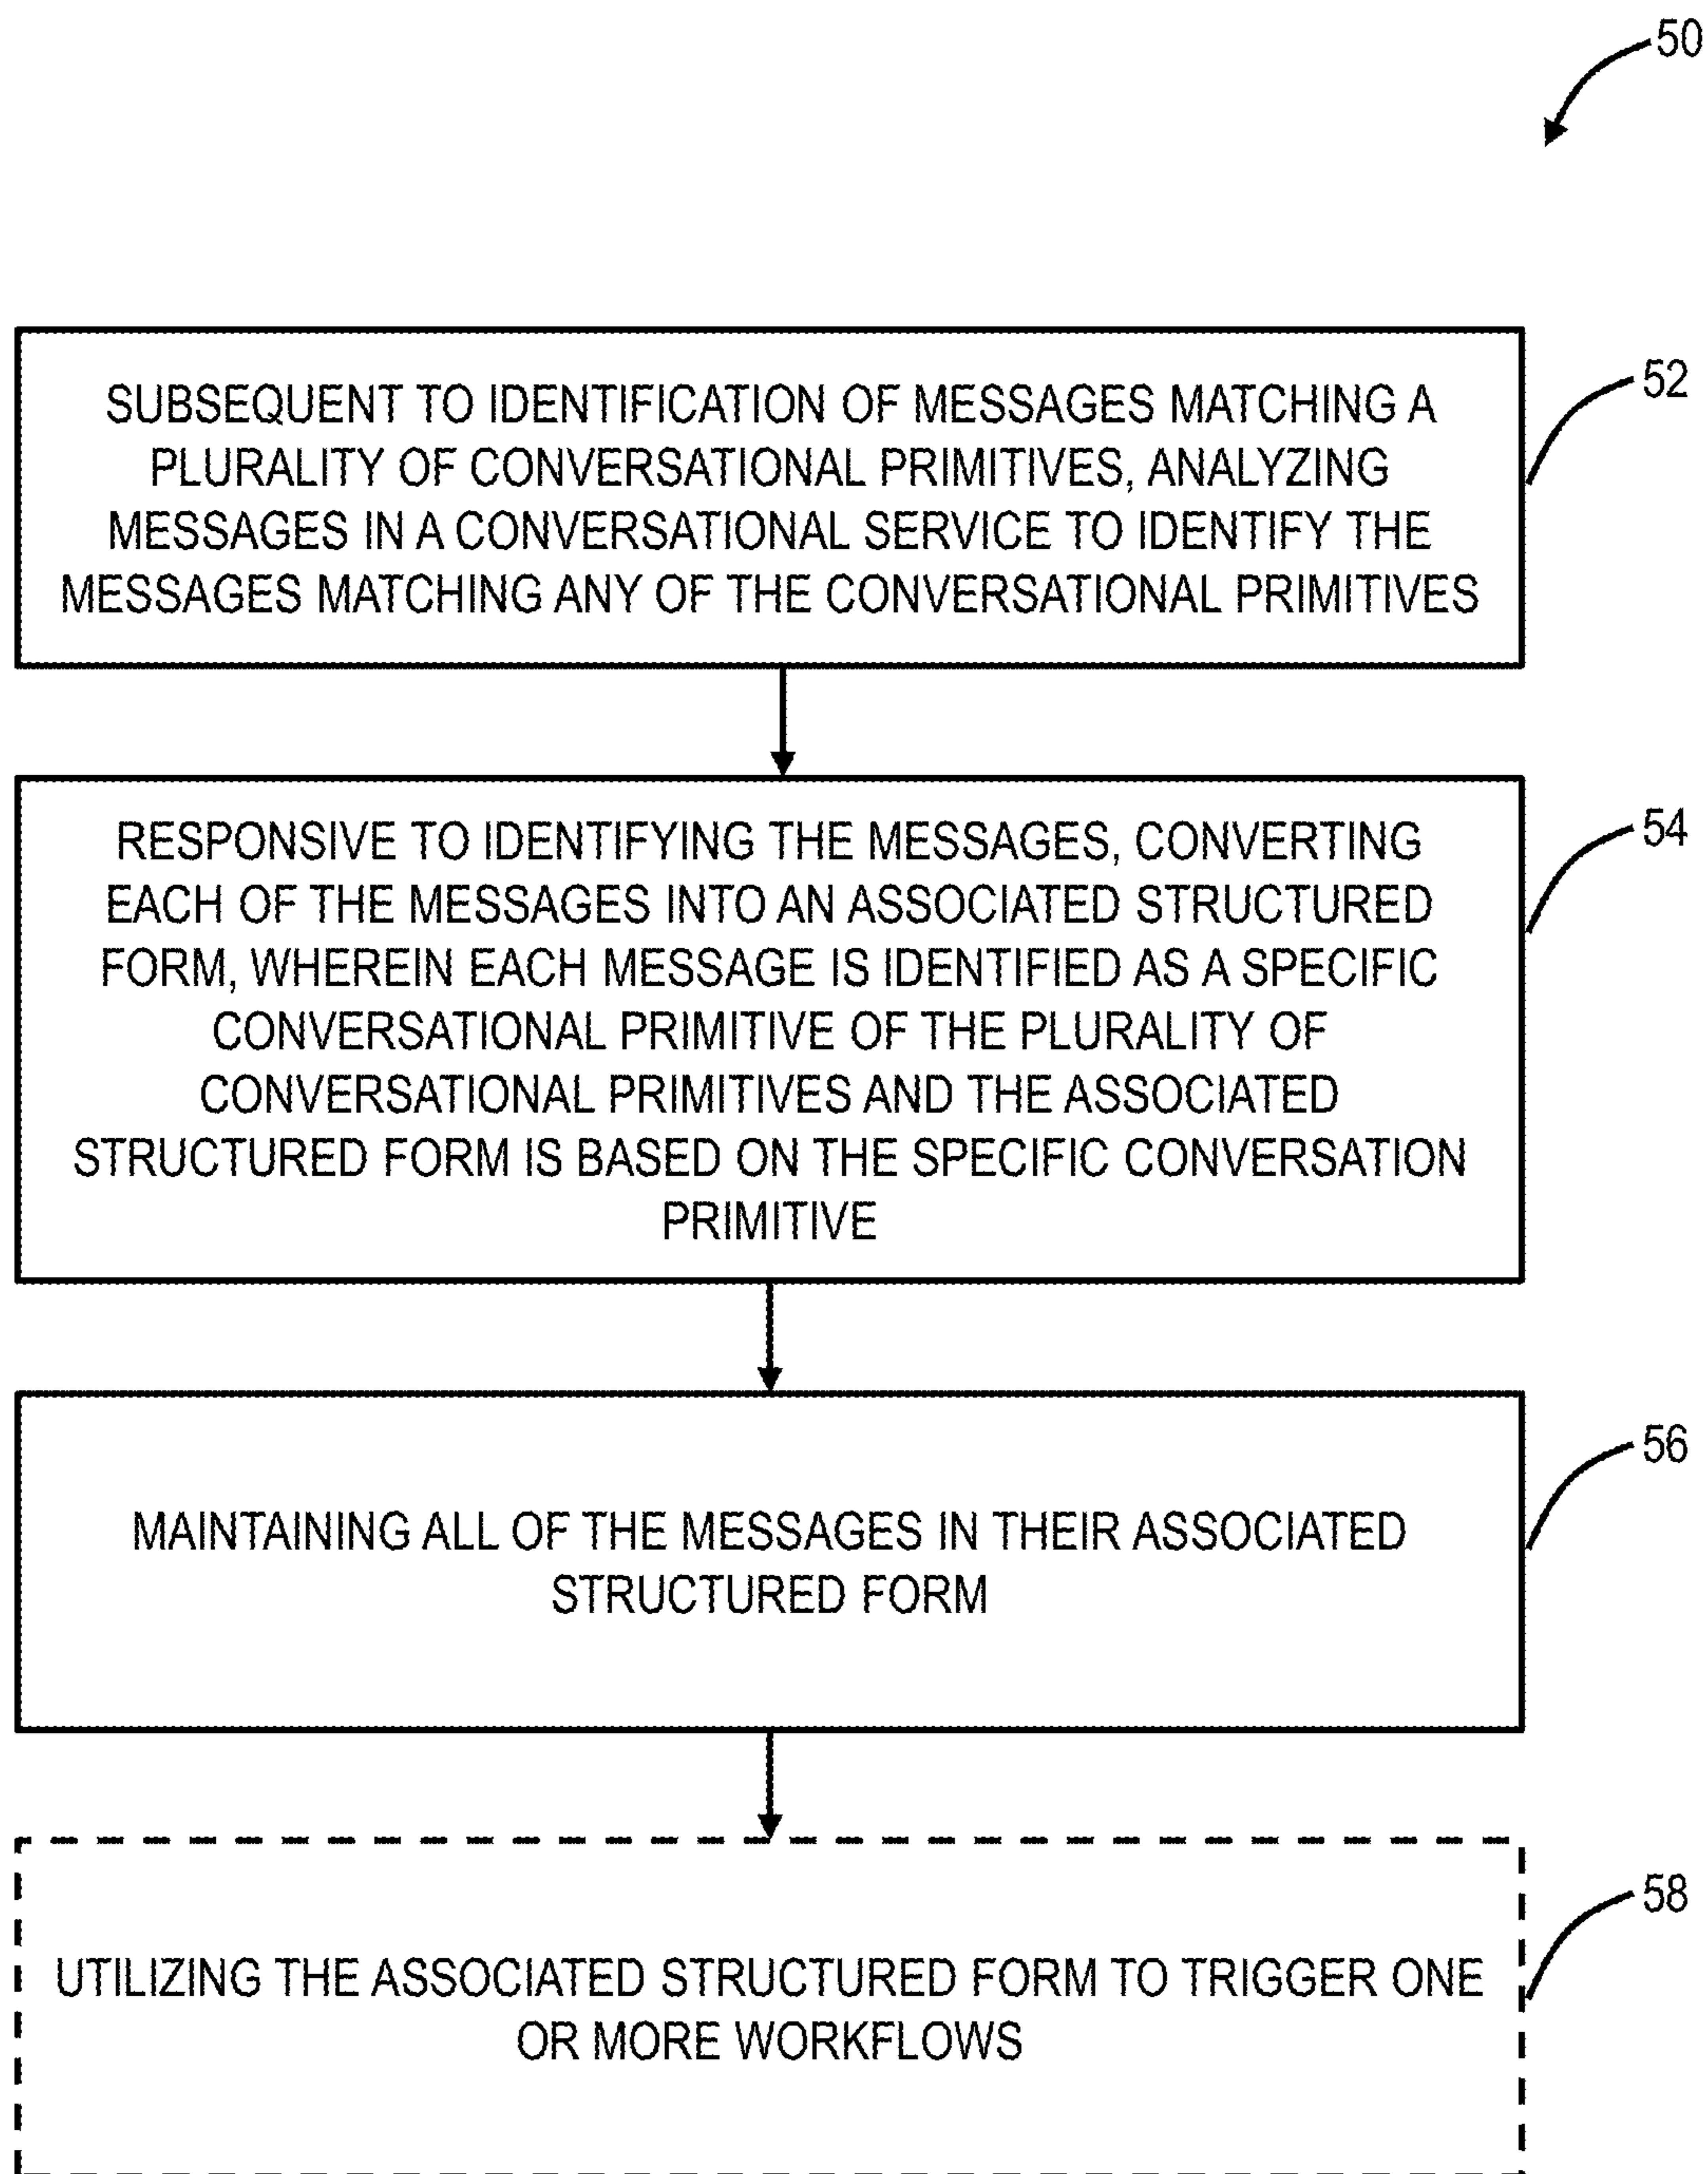 50
SUBSEQUENT TO IDENTIFICATION OF MESSAGES MATCHING A
PLURALITY OF CONVERSATIONAL PRIMITIVES, ANALYZING
MESSAGES IN A CONVERSATIONAL SERVICE TO IDENTIFY THE
MESSAGES MATCHING ANY OF THE CONVERSATIONAL PRIMITIVES
52
RESPONSIVE TO IDENTIFYING THE MESSAGES, CONVERTING
EACH OF THE MESSAGES INTO AN ASSOCIATED STRUCTURED
FORM, WHEREIN EACH MESSAGE IS IDENTIFIED AS A SPECIFIC
CONVERSATIONAL PRIMITIVE OF THE PLURALITY OF
CONVERSATIONAL PRIMITIVES AND THE ASSOCIATED
STRUCTURED FORM IS BASED ON THE SPECIFIC CONVERSATION
PRIMITIVE
54
MAINTAINING ALL OF THE MESSAGES IN THEIR ASSOCIATED
STRUCTURED FORM
56
UTILIZING THE ASSOCIATED STRUCTURED FORM TO TRIGGER ONE
OR MORE WORKFLOWS
58